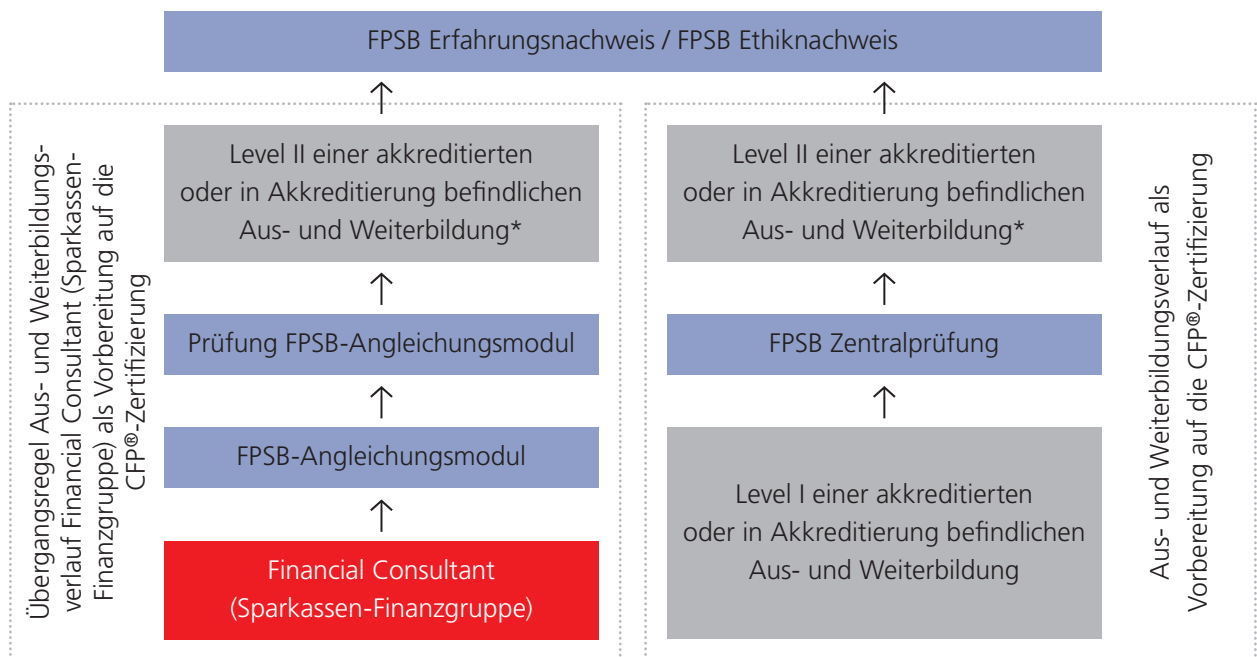 FPSB Erfahrungsnachweis / FPSB Ethiknachweis
Übergangsregel Aus- und Weiterbildungs-
verlauf Financial Consultant (Sparkassen-
Finanzgruppe) als Vorbereitung auf die
CFP®-Zertifizierung
Level II einer akkreditierten
oder in Akkreditierung befindlichen
Aus- und Weiterbildung*
Prüfung FPSB-Angleichungsmodul
FPSB-Angleichungsmodul
Financial Consultant
(Sparkassen-Finanzgruppe)
Level II einer akkreditierten
oder in Akkreditierung befindlichen
Aus- und Weiterbildung*
FPSB Zentralprüfung
Level I einer akkreditierten
oder in Akkreditierung befindlichen
Aus- und Weiterbildung
Aus- und Weiterbildungsverlauf als
Vorbereitung auf die CFP®-Zertifizierung